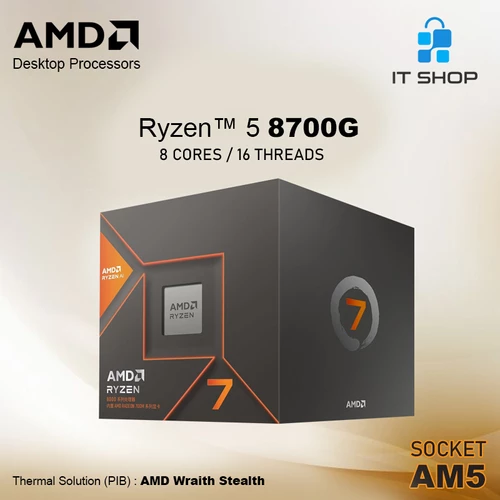 AMD
Desktop Processors
IT SHOP
Ryzen™ 5 8700G
8 CORES / 16 THREADS
AMD
RYZEN AI
AMD
RYZEN
7
AMD
RYZEN
7
AMD
SOCKET
AM5
Thermal Solution (PIB) : AMD Wraith Stealth